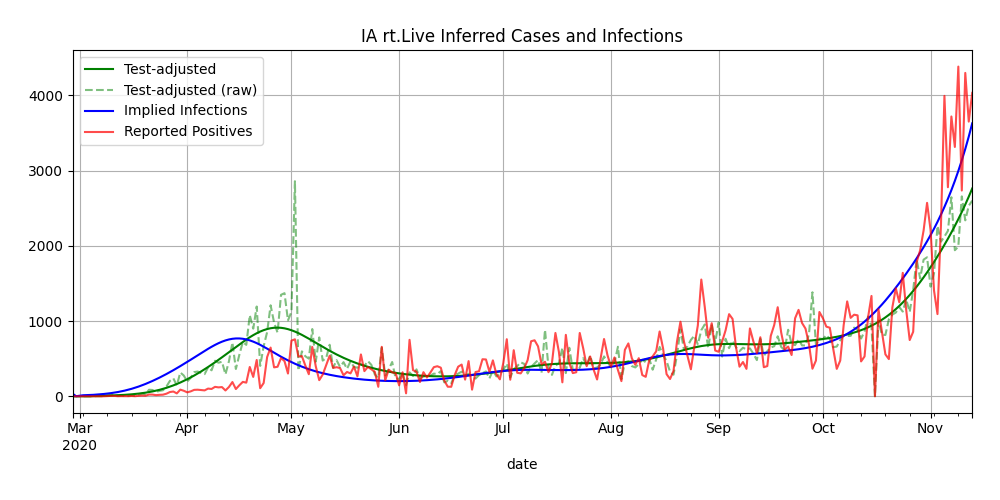 IA rt.Live Inferred Cases and Infections
Test-adjusted
Test-adjusted (raw)
Implied Infections
Reported Positives
4000
3000
2000
1000
0
Mar Apr May Jun Jul Aug Sep Oct Nov
2020
date